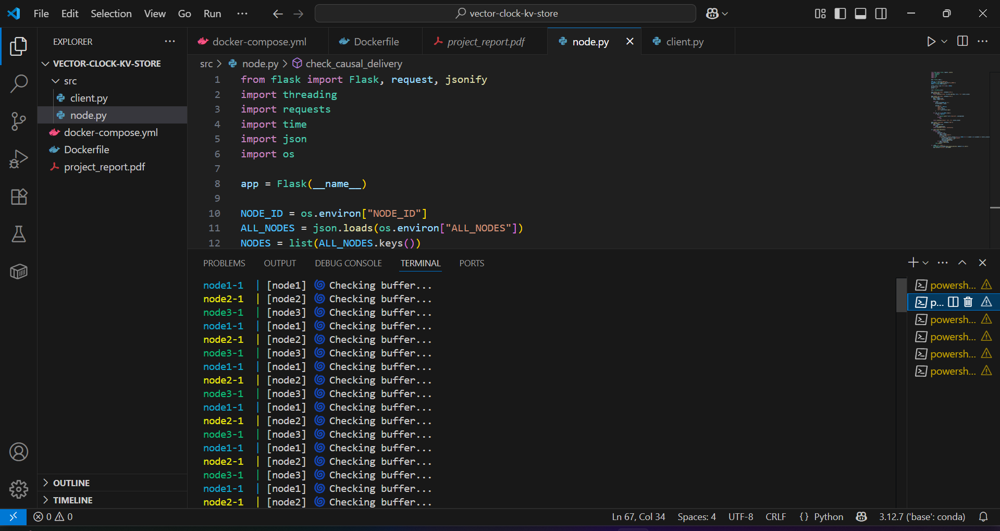 File Edit Selection View Go Run ··· vector-clock-kv-store
EXPLORER ···
VECTOR-CLOCK-KV-STORE
src
client.py
node.py
docker-compose.yml
Dockerfile
project_report.pdf
OUTLINE
TIMELINE
docker-compose.yml Dockerfile project_report.pdf node.py client.py
src > node.py > check_causal_delivery
1 from flask import Flask, request, jsonify
2 import threading
3 import requests
4 import time
5 import json
6 import os
7
8 app = Flask(__name__)
9
10 NODE_ID = os.environ["NODE_ID"]
11 ALL_NODES = json.loads(os.environ["ALL_NODES"])
12 NODES = list(ALL_NODES.keys())
PROBLEMS OUTPUT DEBUG CONSOLE TERMINAL PORTS
node1-1 | [node1] 🌀 Checking buffer...
node2-1 | [node2] 🌀 Checking buffer...
node3-1 | [node3] 🌀 Checking buffer...
node1-1 | [node1] 🌀 Checking buffer...
node2-1 | [node2] 🌀 Checking buffer...
node3-1 | [node3] 🌀 Checking buffer...
node1-1 | [node1] 🌀 Checking buffer...
node2-1 | [node2] 🌀 Checking buffer...
node3-1 | [node3] 🌀 Checking buffer...
node1-1 | [node1] 🌀 Checking buffer...
node2-1 | [node2] 🌀 Checking buffer...
node3-1 | [node3] 🌀 Checking buffer...
node1-1 | [node1] 🌀 Checking buffer...
node2-1 | [node2] 🌀 Checking buffer...
node3-1 | [node3] 🌀 Checking buffer...
node1-1 | [node1] 🌀 Checking buffer...
node2-1 | [node2] 🌀 Checking buffer...
powersh...
p...
powersh...
powersh...
powersh...
powersh...
0 0 Ln 67, Col 34 Spaces: 4 UTF-8 CRLF {} Python 3.12.7 ('base': conda)